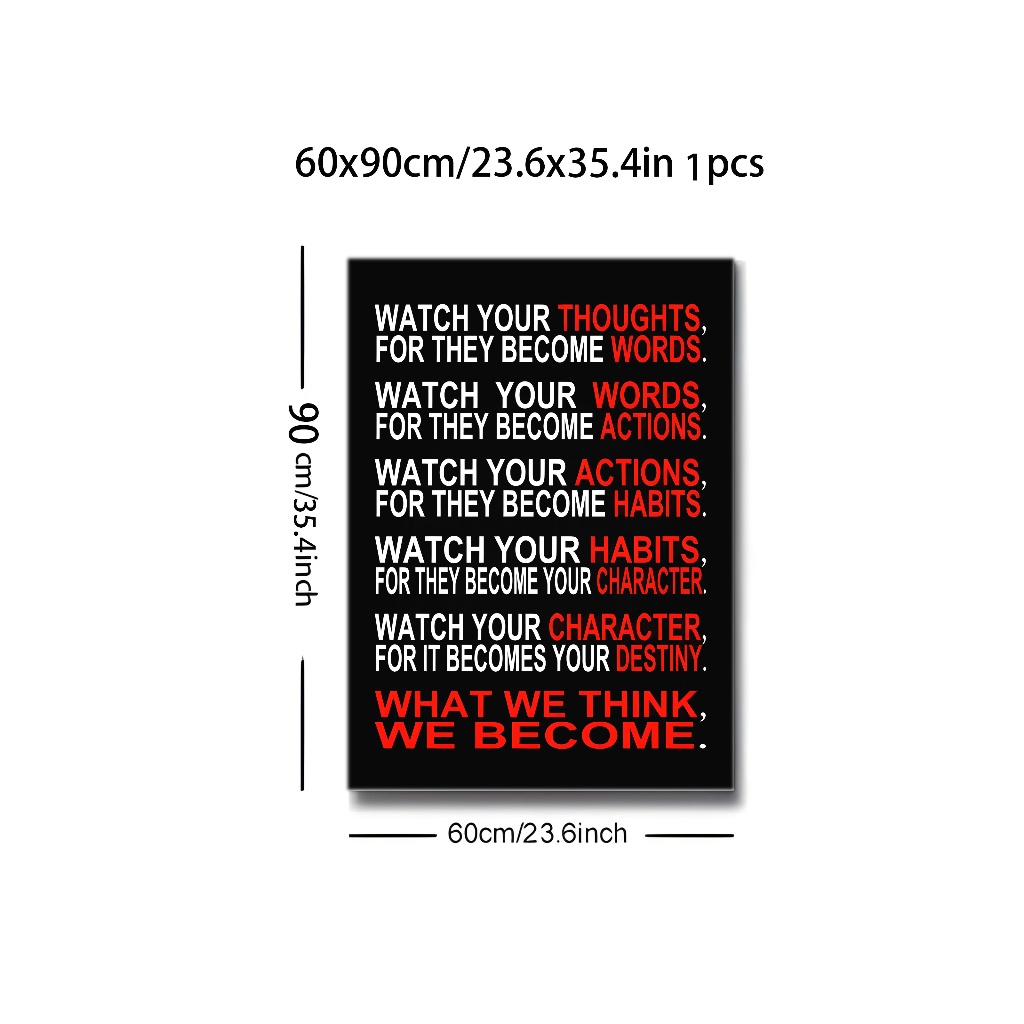 60x90cm/23.6x35.4in 1pcs
90 cm/35.4inch
WATCH YOUR THOUGHTS,
FOR THEY BECOME WORDS.
WATCH YOUR WORDS,
FOR THEY BECOME ACTIONS.
WATCH YOUR ACTIONS,
FOR THEY BECOME HABITS.
WATCH YOUR HABITS,
FOR THEY BECOME YOUR CHARACTER.
WATCH YOUR CHARACTER,
FOR IT BECOMES YOUR DESTINY.
WHAT WE THINK,
WE BECOME.
60cm/23.6inch